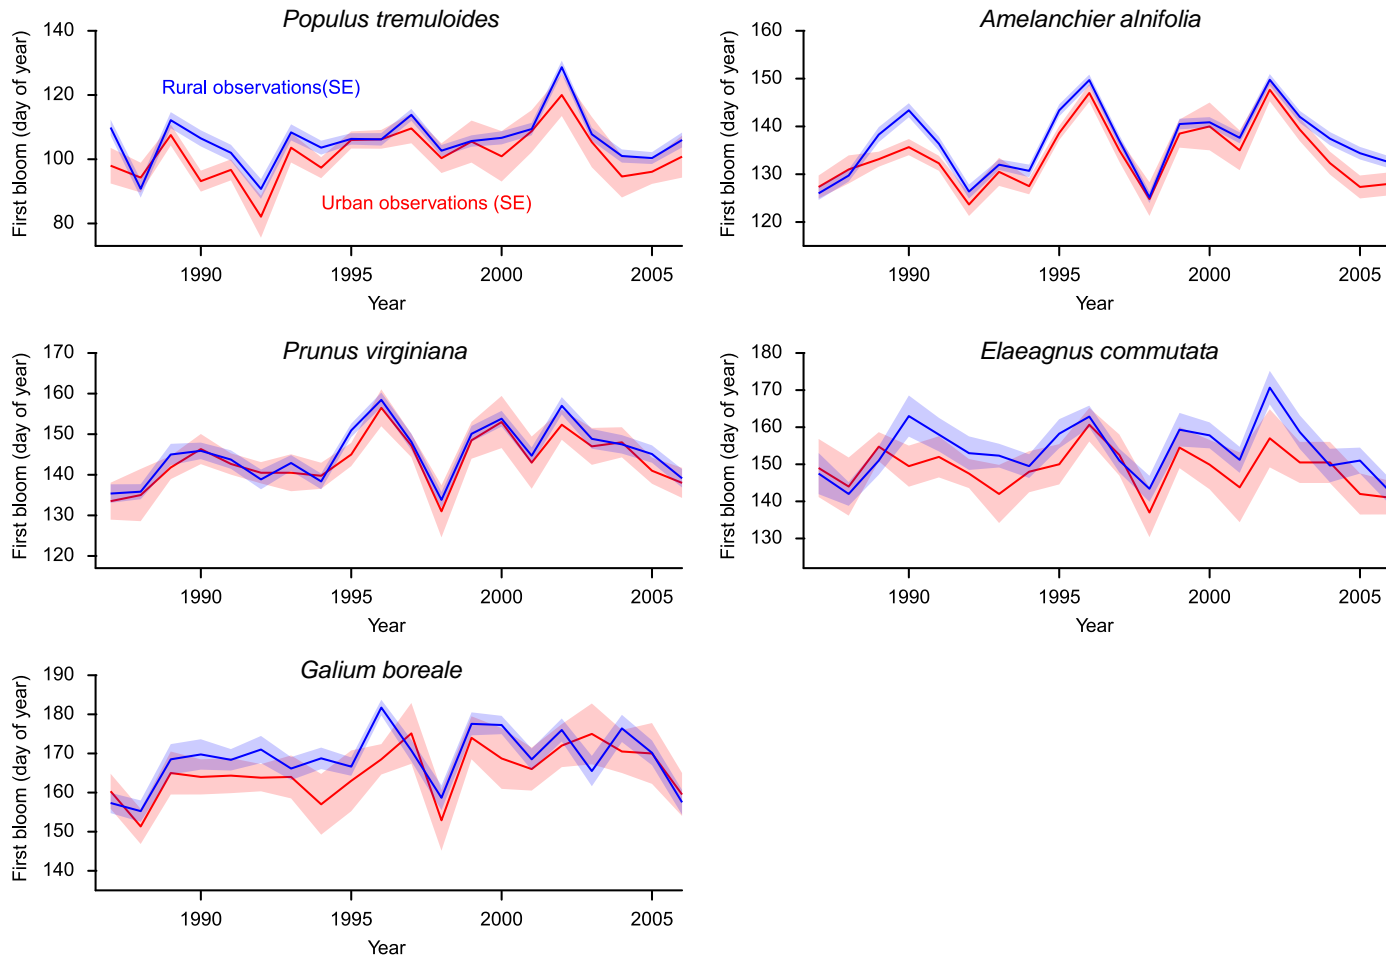 Populus tremuloides
First bloom (day of year)
140
120
100
80
Rural observations(SE)
Urban observations (SE)
1990
1995
2000
2005
Year
Amelanchier alnifolia
First bloom (day of year)
160
150
140
130
120
1990
1995
2000
2005
Year
Prunus virginiana
First bloom (day of year)
170
160
150
140
130
120
1990
1995
2000
2005
Year
Elaeagnus commutata
First bloom (day of year)
180
170
160
150
140
130
1990
1995
2000
2005
Year
Galium boreale
First bloom (day of year)
190
180
170
160
150
140
1990
1995
2000
2005
Year